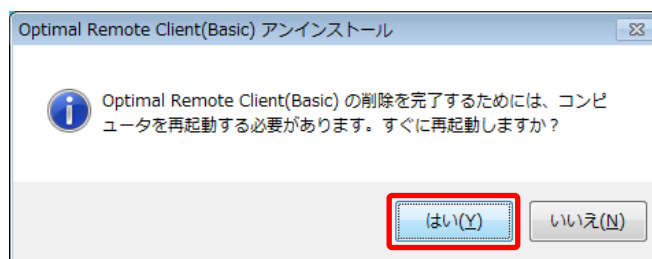 Optimal Remote Client(Basic) アンインストール
Optimal Remote Client(Basic) の削除を完了するためには、コンピ
ュータを再起動する必要があります。すぐに再起動しますか？
はい(Y) いいえ(N)